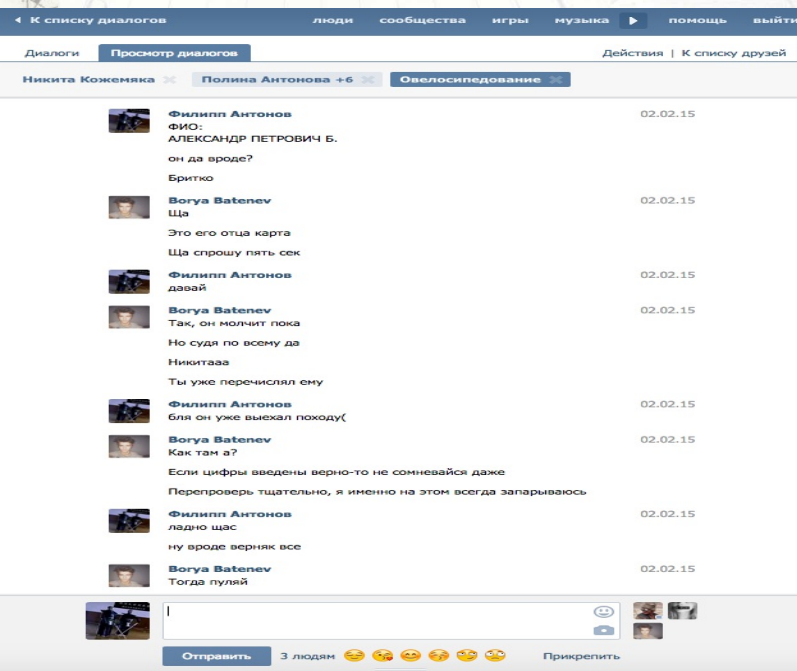 К списку диалогов люди сообщества игры музыка помощь выйти
Диалоги Просмотр диалогов Действия | К списку друзей
Никита Кожемяка Полина Антонова +6 Овелосипедование
Филипп Антонов 02.02.15
ФИО:
АЛЕКСАНДР ПЕТРОВИЧ Б.
он да вроде?
Бритко
Borya Batenev 02.02.15
Ща
Это его отца карта
Ща спрошу пять сек
Филипп Антонов 02.02.15
давай
Borya Batenev 02.02.15
Так, он молчит пока
Но судя по всему да
Никитааа
Ты уже перечислял ему
Филипп Антонов 02.02.15
бля он уже выехал походу(
Borya Batenev 02.02.15
Как там а?
Если цифры введены верно-то не сомневайся даже
Перепроверь тщательно, я именно на этом всегда запарываюсь
Филипп Антонов 02.02.15
ладно щас
ну вроде верняк все
Borya Batenev 02.02.15
Тогда пуляй
Отправить 3 людям Прикрепить